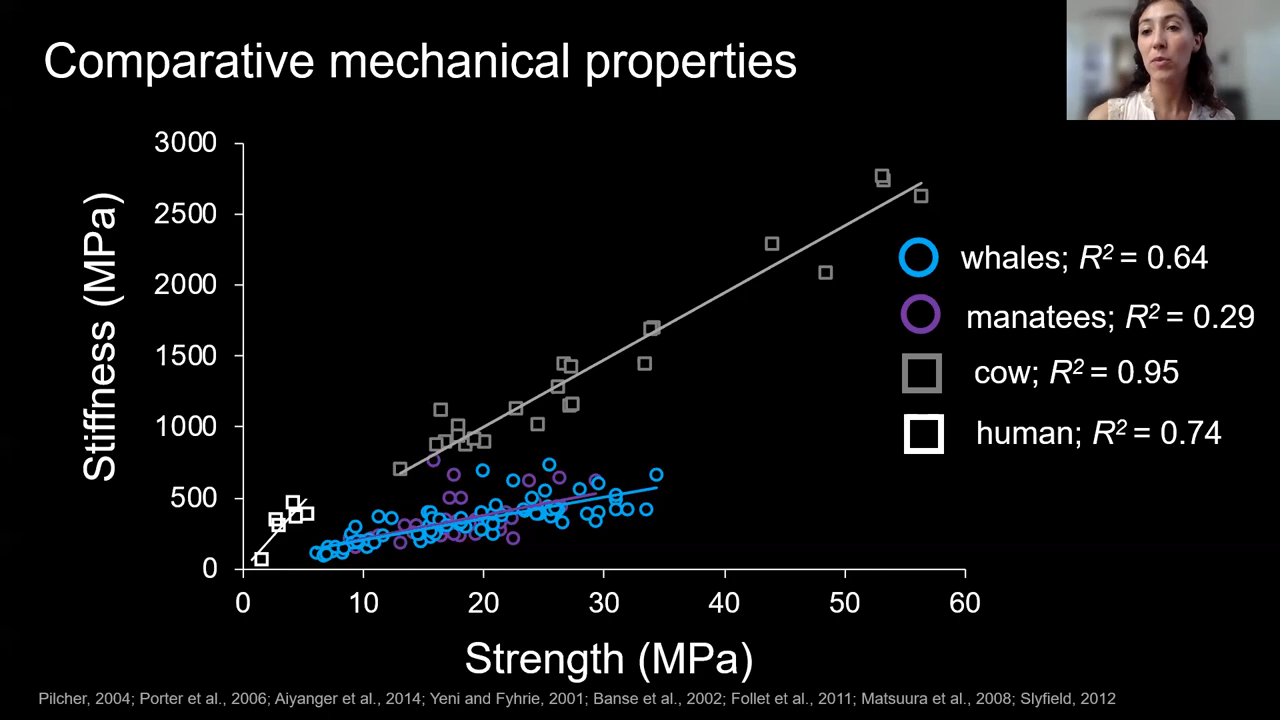 Comparative mechanical properties
Stiffness (MPa)
3000
2500
2000
1500
1000
500
0
0 10 20 30 40 50 60
Strength (MPa)
whales; R² = 0.64
manatees; R² = 0.29
cow; R² = 0.95
human; R² = 0.74
Pilcher, 2004; Porter et al., 2006; Aiyanger et al., 2014; Yeni and Fyhrie, 2001; Banse et al., 2002; Follet et al., 2011; Matsuura et al., 2008; Slyfield, 2012